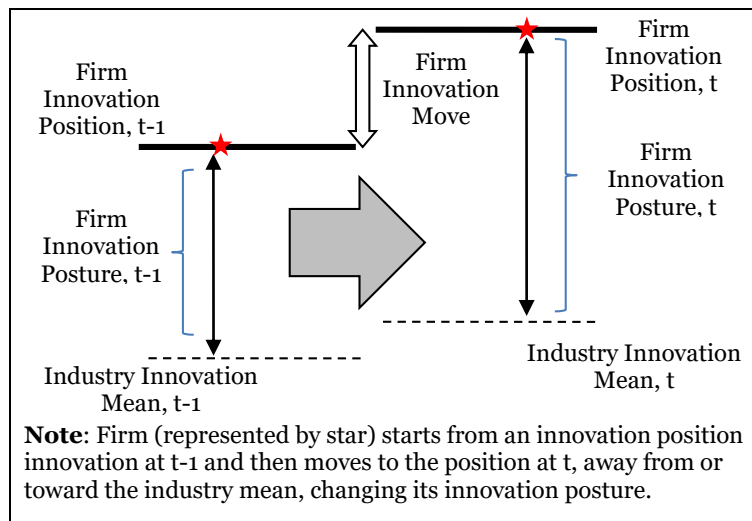 Firm
Innovation
Position, t-1
Firm
Innovation
Move
Firm
Innovation
Position, t
Firm
Innovation
Posture, t-1
Firm
Innovation
Posture, t
Industry Innovation
Mean, t-1
Industry Innovation
Mean, t
Note: Firm (represented by star) starts from an innovation position
innovation at t-1 and then moves to the position at t, away from or
toward the industry mean, changing its innovation posture.